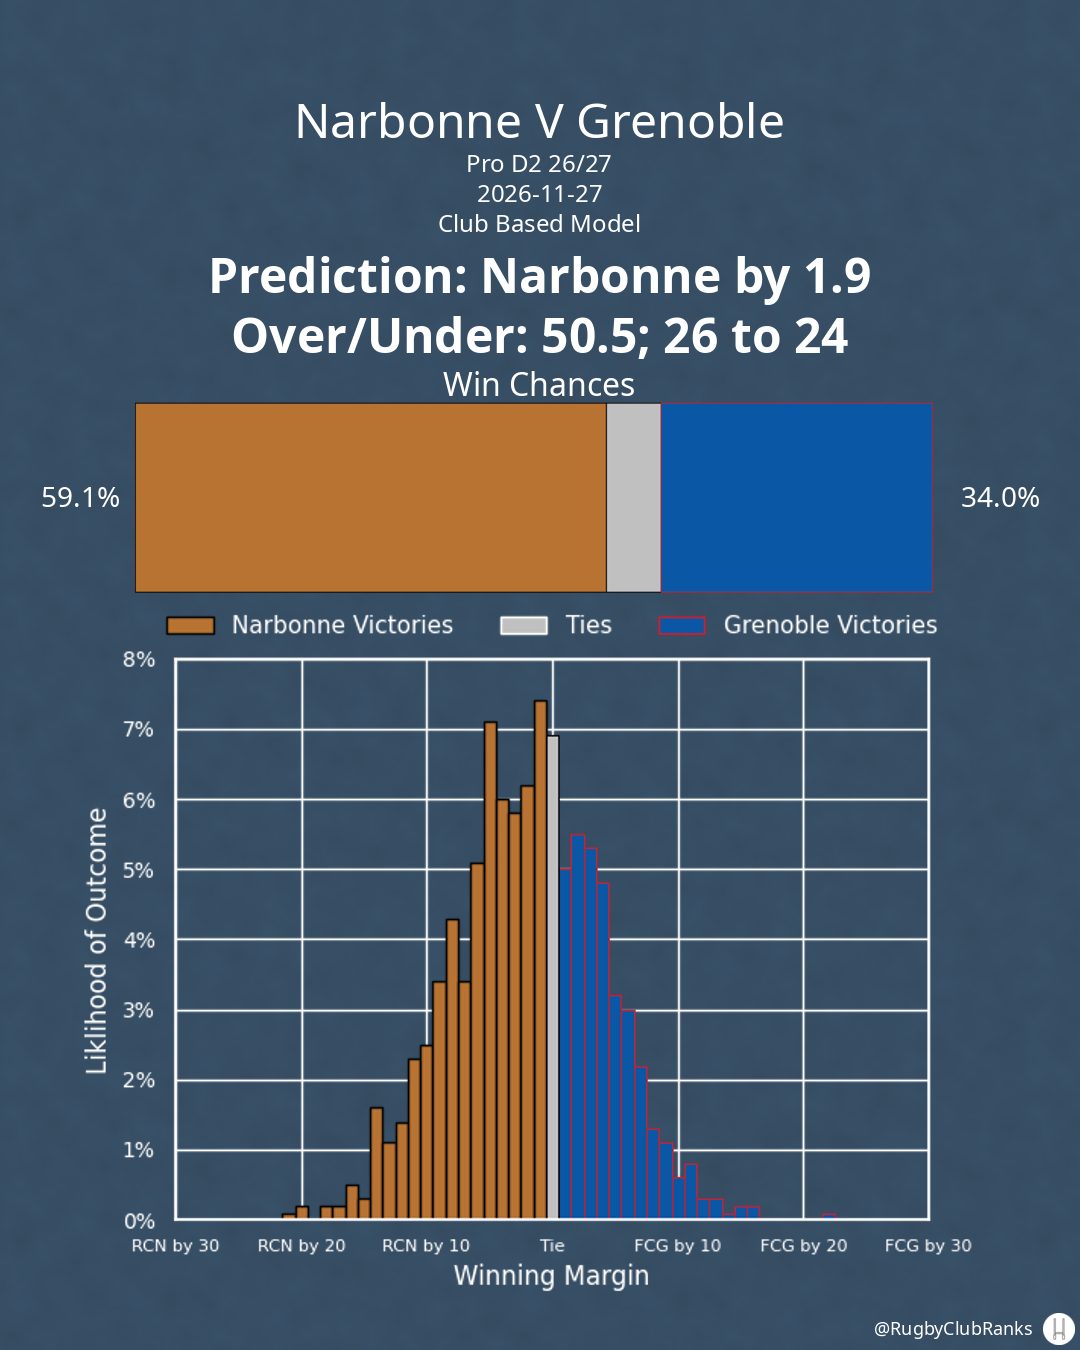 Narbonne V Grenoble
Pro D2 26/27
2026-11-27
Club Based Model
Prediction: Narbonne by 1.9
Over/Under: 50.5; 26 to 24
Win Chances
59.1%
34.0%
Narbonne Victories Ties Grenoble Victories
8%
7%
6%
5%
4%
3%
2%
1%
0%
Liklihood of Outcome
RCN by 30 RCN by 20 RCN by 10 Tie FCG by 10 FCG by 20 FCG by 30
Winning Margin
@RugbyClubRanks